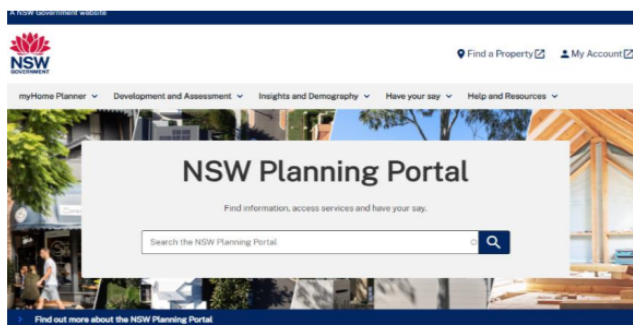 A NSW Government website
NSW
GOVERNMENT
Find a Property
My Account
myHome Planner
Development and Assessment
Insights and Demography
Have your say
Help and Resources
NSW Planning Portal
Find information, access services and have your say.
Search the NSW Planning Portal
Find out more about the NSW Planning Portal